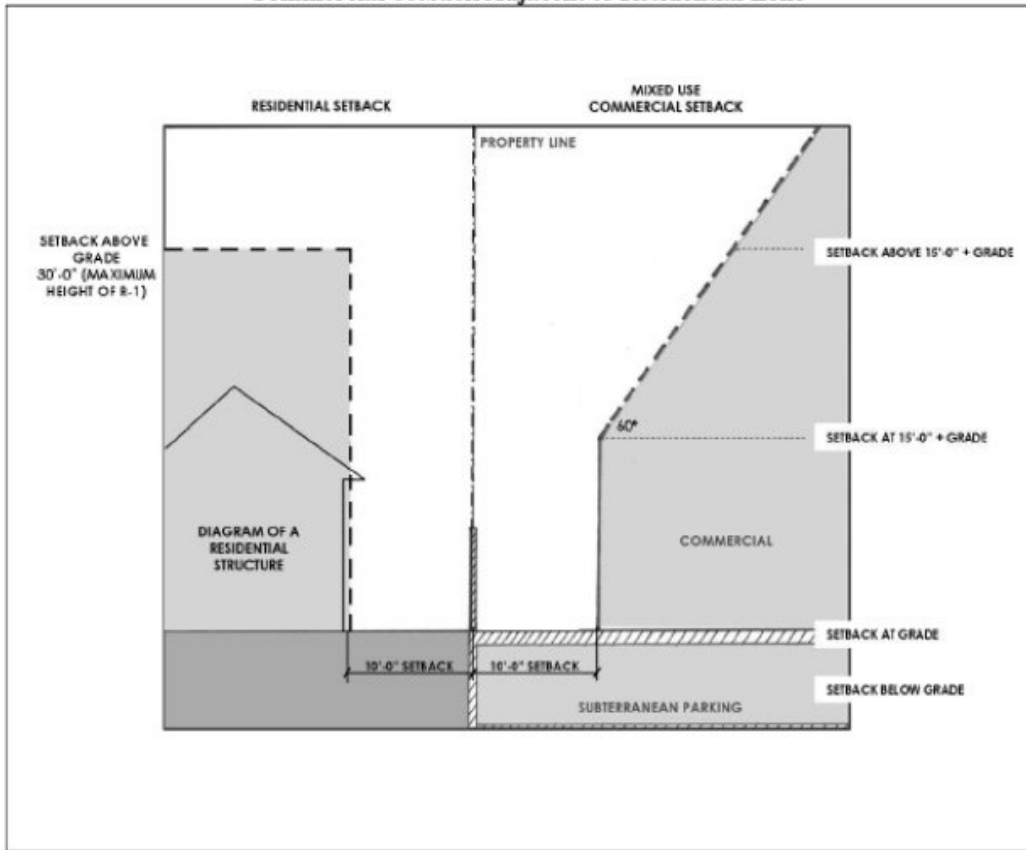 RESIDENTIAL SETBACK
MIXED USE
COMMERCIAL SETBACK
PROPERTY LINE
SETBACK ABOVE
GRADE
30'-0" (MAXIMUM
HEIGHT OF R-1)
SETBACK ABOVE 15'-0" + GRADE
60°
SETBACK AT 15'-0" + GRADE
DIAGRAM OF A
RESIDENTIAL
STRUCTURE
COMMERCIAL
SETBACK AT GRADE
10'-0" SETBACK
10'-0" SETBACK
SETBACK BELOW GRADE
SUBTERRANEAN PARKING